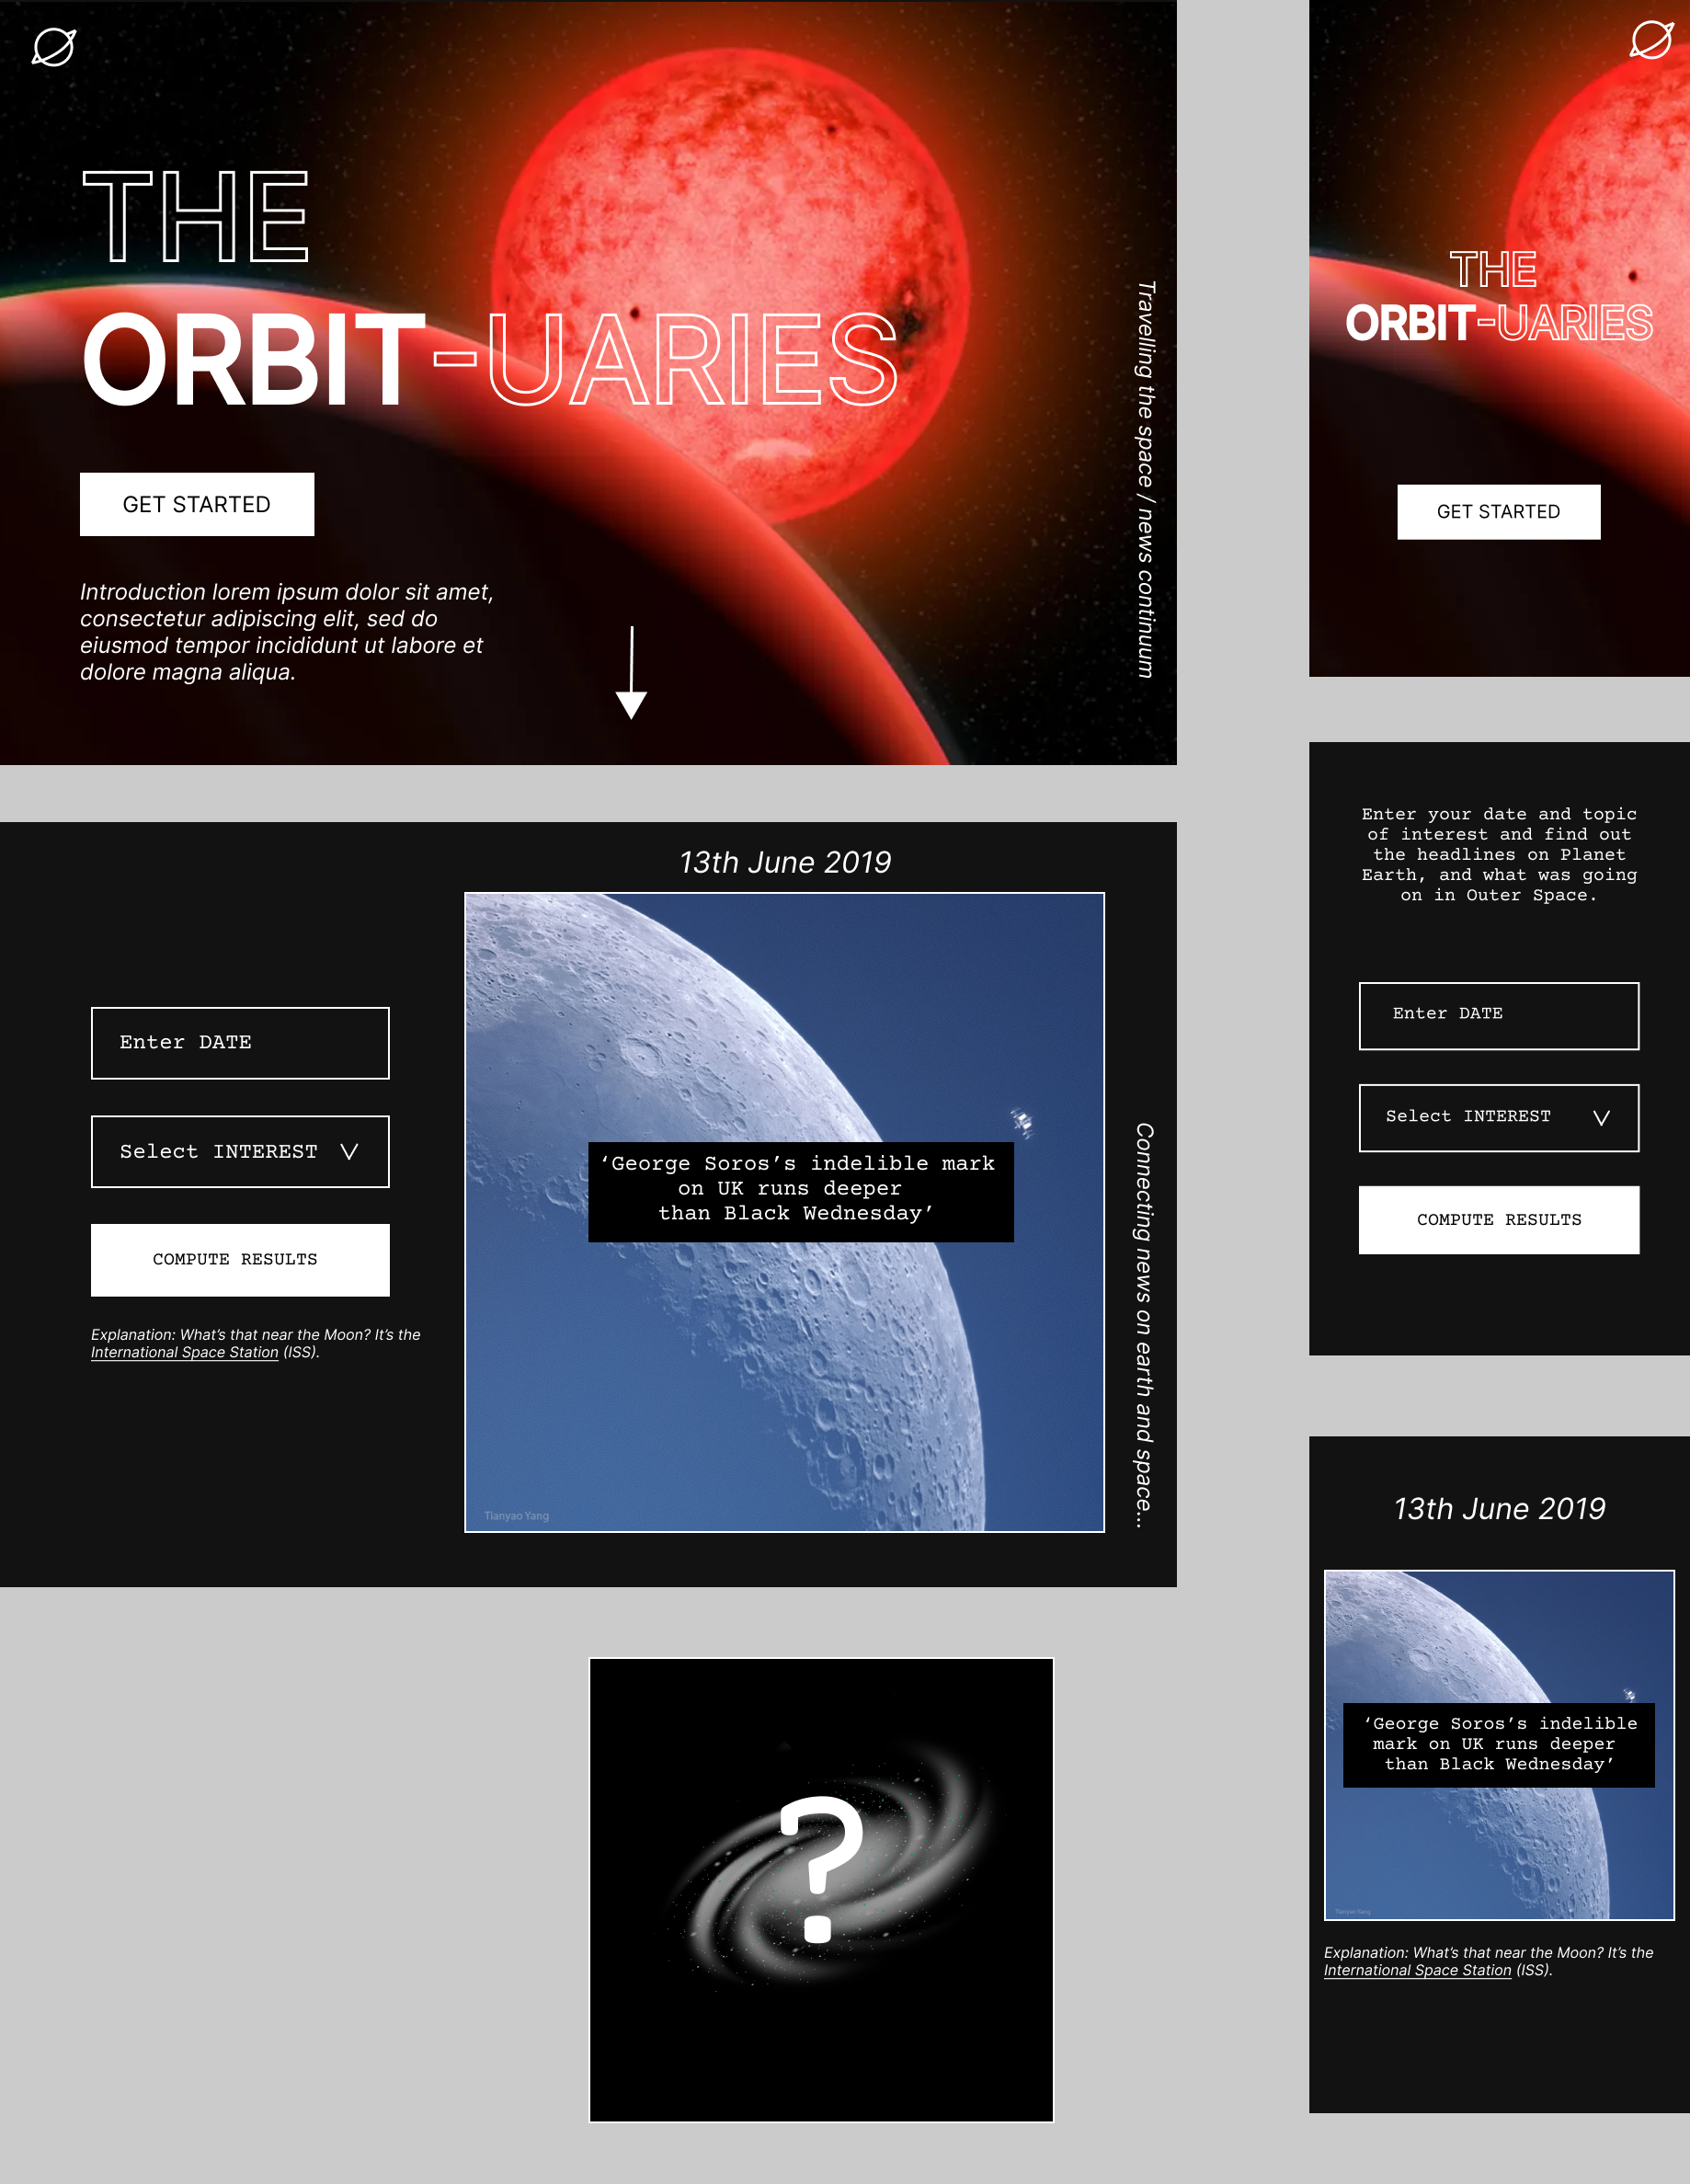 THE
ORBIT-UARIES
GET STARTED
Introduction lorem ipsum dolor sit amet,
consectetur adipiscing elit, sed do
eiusmod tempor incididunt ut labore et
dolore magna aliqua.
Travelling the space / news continuum
13th June 2019
Enter DATE
Select INTEREST
COMPUTE RESULTS
Explanation: What’s that near the Moon? It’s the
International Space Station (ISS).
‘George Soros’s indelible mark
on UK runs deeper
than Black Wednesday’
Tianyao Yang
Connecting news on earth and space...
?
THE
ORBIT-UARIES
GET STARTED
Enter your date and topic
of interest and find out
the headlines on Planet
Earth, and what was going
on in Outer Space.
Enter DATE
Select INTEREST
COMPUTE RESULTS
13th June 2019
‘George Soros’s indelible
mark on UK runs deeper
than Black Wednesday’
Tianyao Yang
Explanation: What’s that near the Moon? It’s the
International Space Station (ISS).